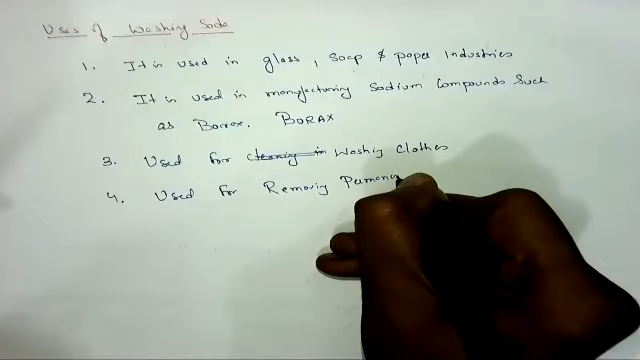 Uses of Washing Soda
1. It is used in glass, soap & paper industries
2. It is used in manufacturing Sodium Compounds Such
as Borax. BORAX
3. Used for cleaning in Washing Clothes
4. Used for Removing Permanen